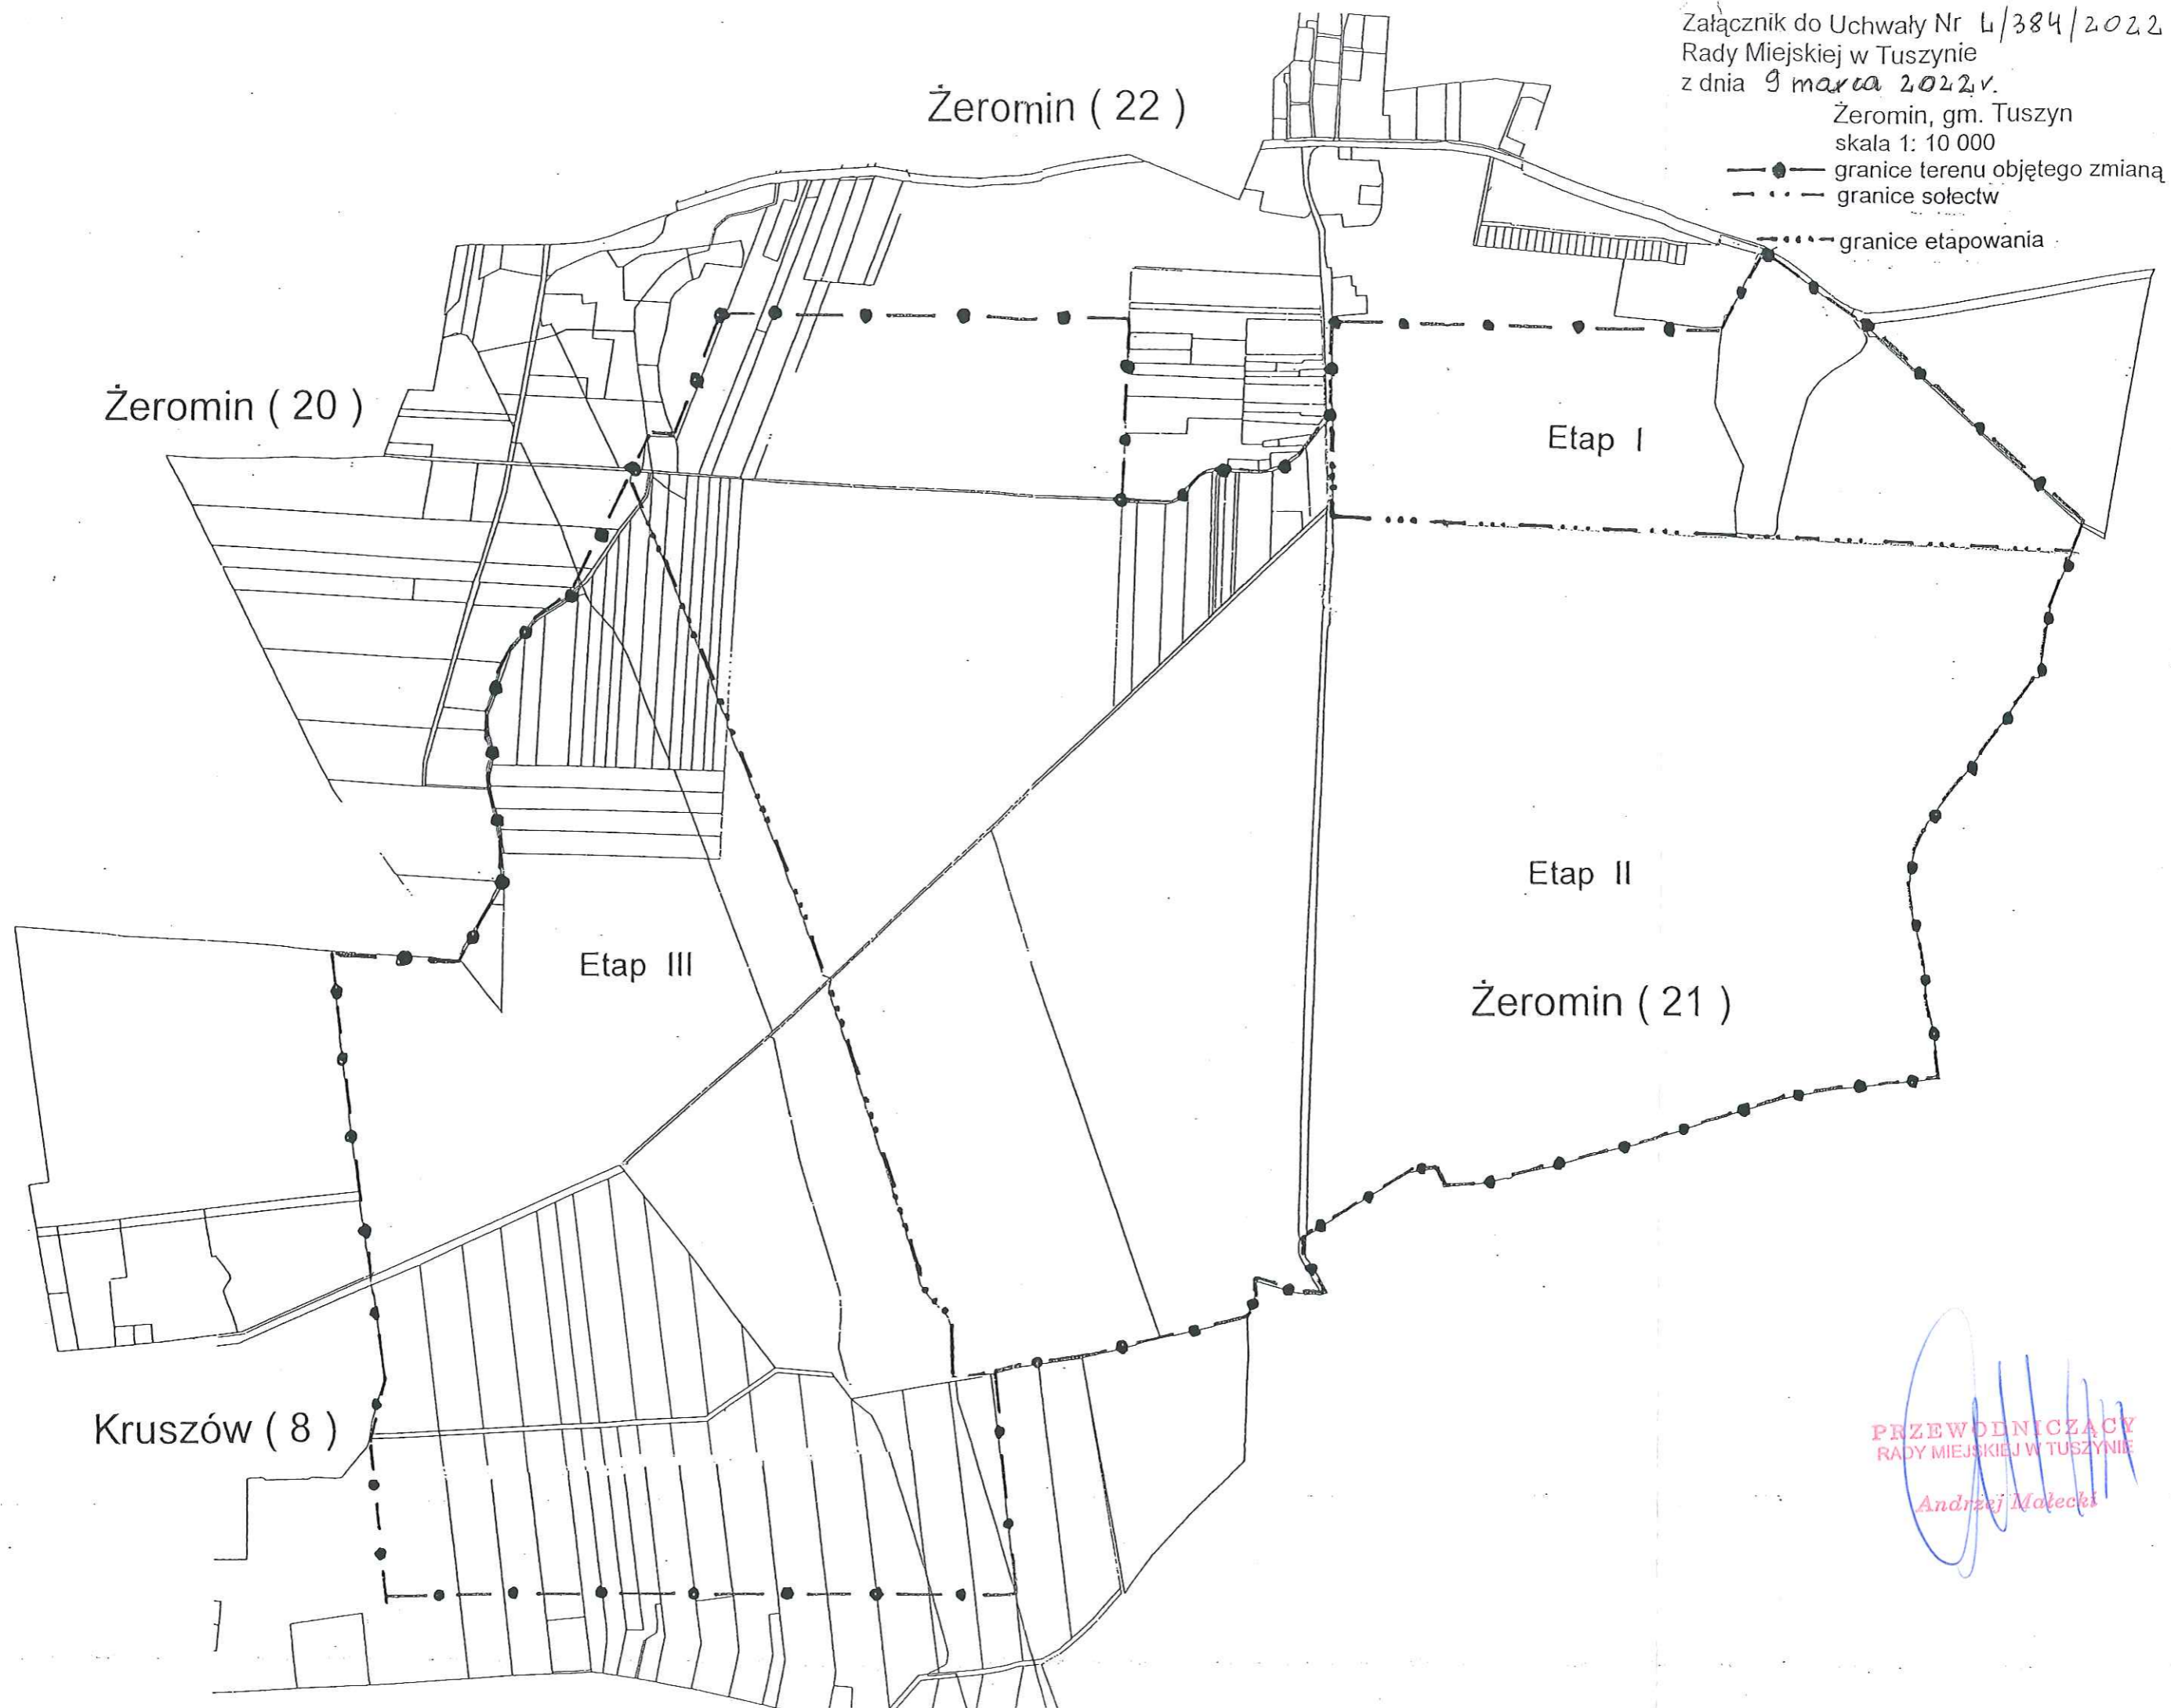 Załącznik do Uchwały Nr L/384/2022
Rady Miejskiej w Tuszynie
z dnia 9 marca 2022r.
Żeromin, gm. Tuszyn
skala 1: 10 000
granice terenu objętego zmianą
granice sołectw
granice etapowania
Żeromin ( 22 )
Żeromin ( 20 )
Etap I
Etap II
Etap III
Żeromin ( 21 )
Kruszów ( 8 )
PRZEWODNICZĄCY
RADY MIEJSKIEJ W TUSZYNIE
Andrzej Małecki